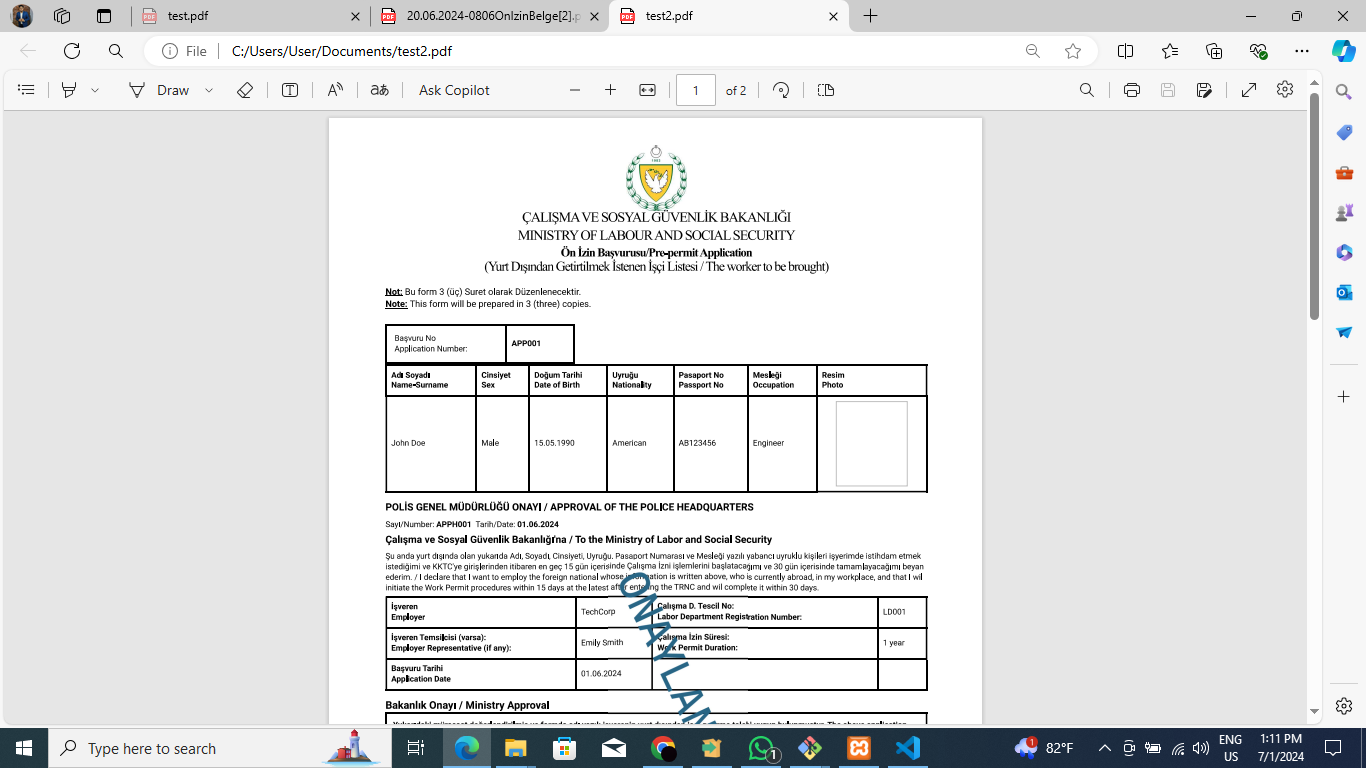 test.pdf
20.06.2024-0806OnIzinBelge[2].p
test2.pdf
File
C:/Users/User/Documents/test2.pdf
Draw
aあ
Ask Copilot
1
of 2
1983
ÇALIŞMA VE SOSYAL GÜVENLİK BAKANLIĞI
MINISTRY OF LABOUR AND SOCIAL SECURITY
Ön İzin Başvurusu/Pre-permit Application
(Yurt Dışından Getirtilmek İstenen İşçi Listesi / The worker to be brought)
Not: Bu form 3 (üç) Suret olarak Düzenlenecektir.
Note: This form will be prepared in 3 (three) copies.
Başvuru No
Application Number:
APP001
Adı Soyadı
Name-Surname
Cinsiyet
Sex
Doğum Tarihi
Date of Birth
Uyruğu
Nationality
Pasaport No
Passport No
Mesleği
Occupation
Resim
Photo
John Doe
Male
15.05.1990
American
AB123456
Engineer
POLİS GENEL MÜDÜRLÜĞÜ ONAYI / APPROVAL OF THE POLICE HEADQUARTERS
Sayı/Number: APPH001 Tarih/Date: 01.06.2024
Çalışma ve Sosyal Güvenlik Bakanlığı'na / To the Ministry of Labor and Social Security
Şu anda yurt dışında olan yukarıda Adı, Soyadı, Cinsiyeti, Uyruğu. Pasaport Numarası ve Mesleği yazılı yabancı uyruklu kişileri işyerimde istihdam etmek
istediğimi ve KKTC'ye girişlerinden itibaren en geç 15 gün içerisinde Çalışma İzni işlemlerini başlatacağımı ve 30 gün içerisinde tamamlayacağımı beyan
ederim. / I declare that I want to employ the foreign national whose information is written above, who is currently abroad, in my workplace, and that I wil
initiate the Work Permit procedures within 15 days at the latest after entering the TRNC and wil complete it within 30 days.
İşveren
Employer
TechCorp
Çalışma D. Tescil No:
Labor Department Registration Number:
LD001
İşveren Temsilcisi (varsa):
Employer Representative (if any):
Emily Smith
Çalışma İzin Süresi:
Work Permit Duration:
1 year
Başvuru Tarihi
Application Date
01.06.2024
ONAYLAN
Bakanlık Onayı / Ministry Approval
Type here to search
1
1
82°F
ENG
US
1:11 PM
7/1/2024